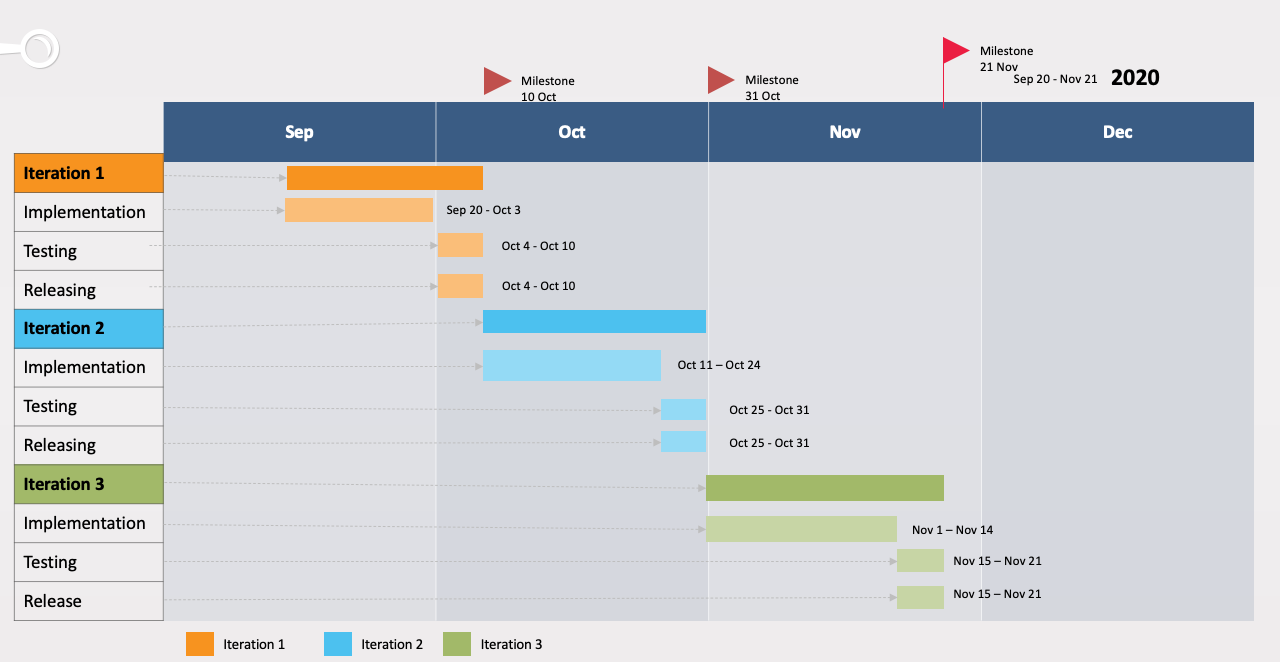 Milestone
21 Nov
Milestone
10 Oct
Milestone
31 Oct
Sep 20 - Nov 21
2020
Sep
Oct
Nov
Dec
Iteration 1
Implementation
Sep 20 - Oct 3
Testing
Oct 4 - Oct 10
Releasing
Oct 4 - Oct 10
Iteration 2
Implementation
Oct 11 – Oct 24
Testing
Oct 25 - Oct 31
Releasing
Oct 25 - Oct 31
Iteration 3
Implementation
Nov 1 – Nov 14
Testing
Nov 15 – Nov 21
Release
Nov 15 – Nov 21
Iteration 1
Iteration 2
Iteration 3